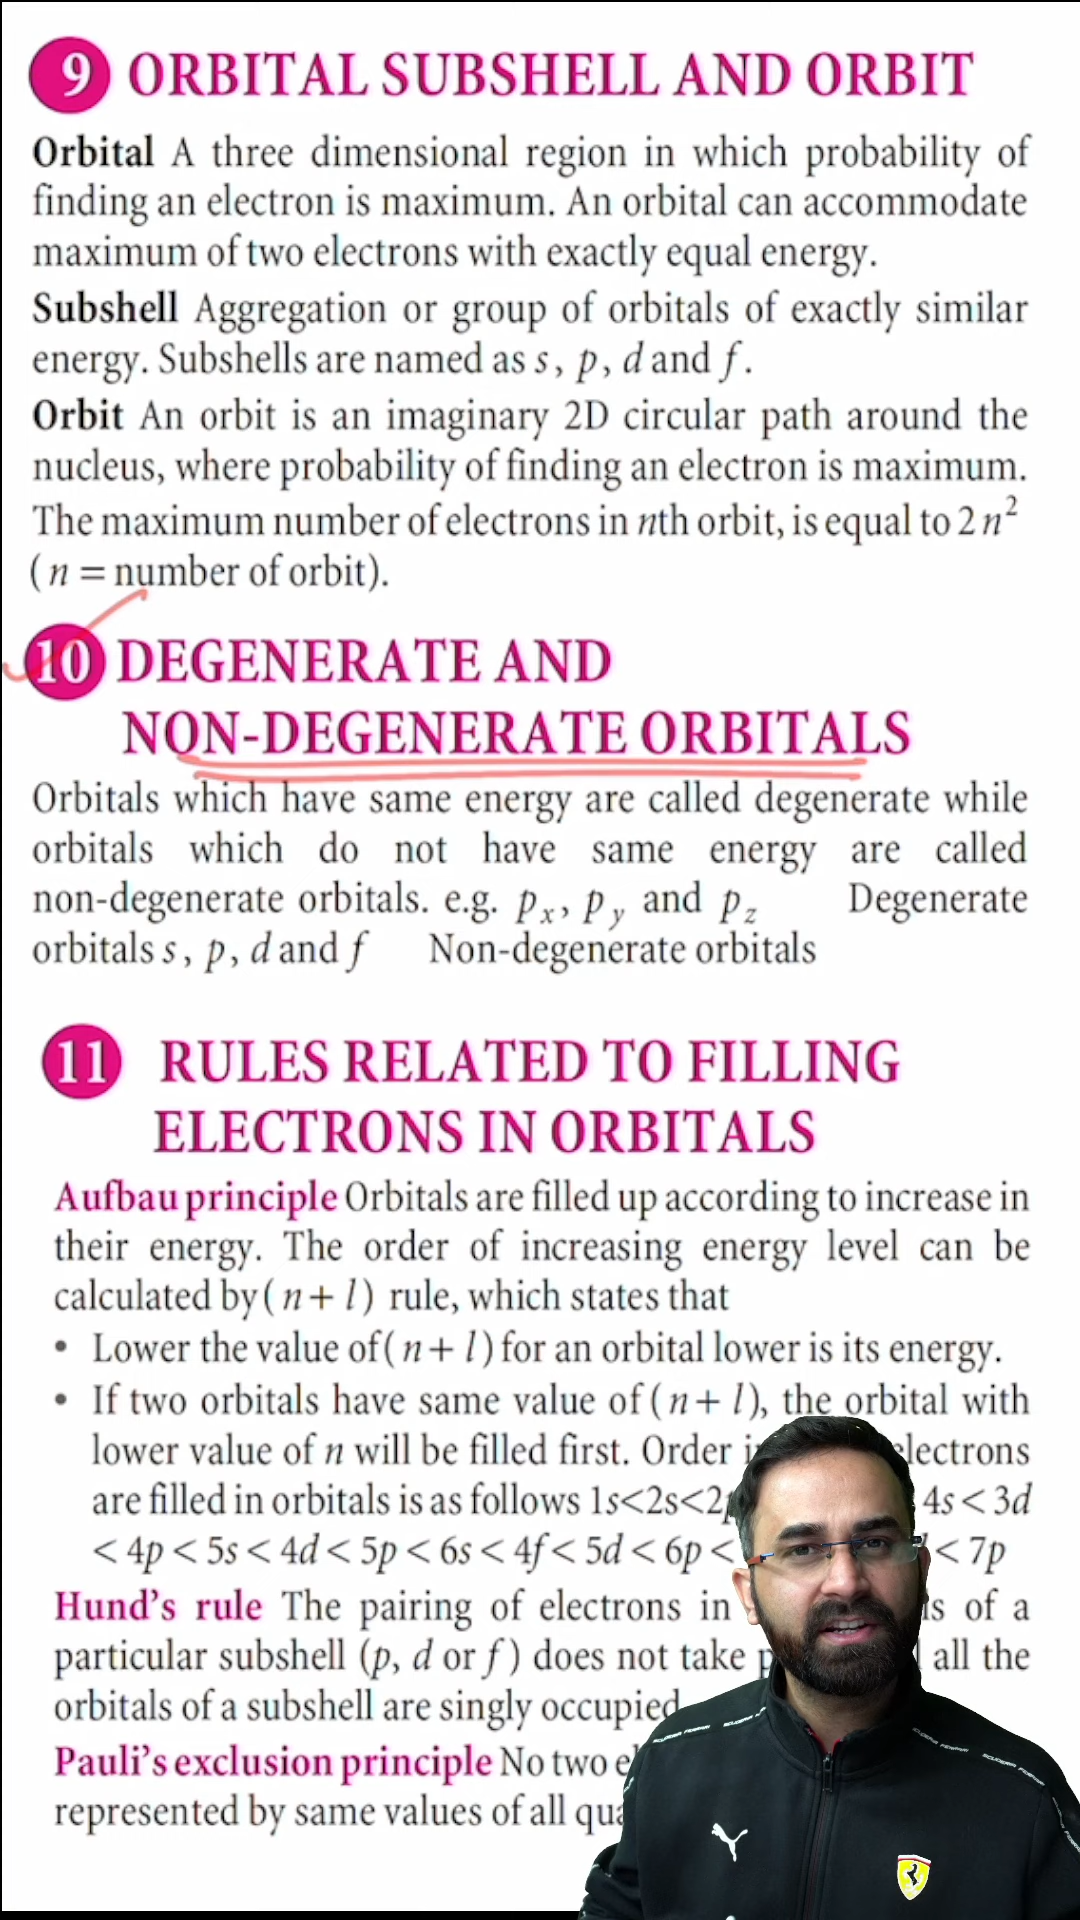 9 ORBITAL SUBSHELL AND ORBIT
Orbital A three dimensional region in which probability of
finding an electron is maximum. An orbital can accommodate
maximum of two electrons with exactly equal energy.
Subshell Aggregation or group of orbitals of exactly similar
energy. Subshells are named as s, p, d and f.
Orbit An orbit is an imaginary 2D circular path around the
nucleus, where probability of finding an electron is maximum.
The maximum number of electrons in nth orbit, is equal to 2n²
(n = number of orbit).
10 DEGENERATE AND
NON-DEGENERATE ORBITALS
Orbitals which have same energy are called degenerate while
orbitals which do not have same energy are called
non-degenerate orbitals. e.g. pₓ, p_y and p_z Degenerate
orbitals s, p, d and f Non-degenerate orbitals
11 RULES RELATED TO FILLING
ELECTRONS IN ORBITALS
Aufbau principle Orbitals are filled up according to increase in
their energy. The order of increasing energy level can be
calculated by (n + l) rule, which states that
• Lower the value of (n + l) for an orbital lower is its energy.
• If two orbitals have same value of (n + l), the orbital with
lower value of n will be filled first. Order
are filled in orbitals is as follows 1s<2s< 4s < 3d
< 4p < 5s < 4d < 5p < 6s < 4f < 5d < 6p < < 7p
Hund's rule The pairing of electrons in of a
particular subshell (p, d or f) does not take all the
orbitals of a subshell are singly occupied
Pauli's exclusion principle No two
represented by same values of all